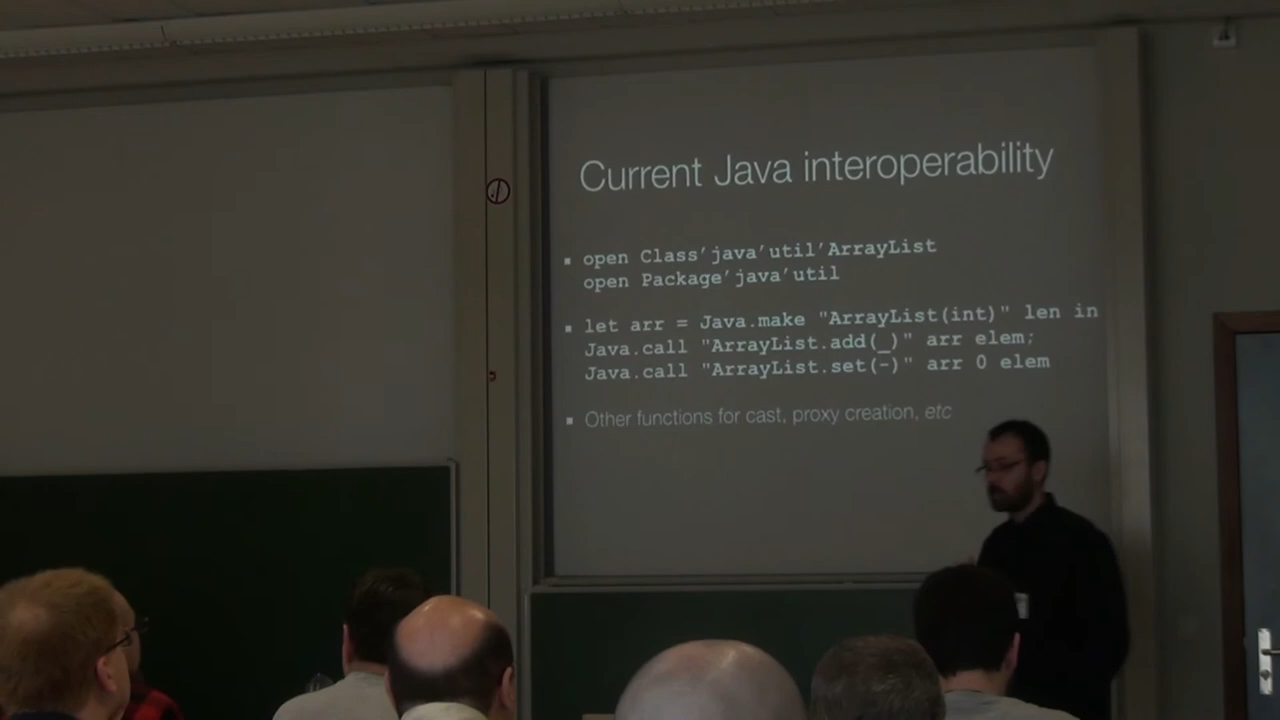 Current Java interoperability
▪ open Class'java'util'ArrayList
open Package'java'util
▪ let arr = Java.make "ArrayList(int)" len in
Java.call "ArrayList.add(_)" arr elem;
Java.call "ArrayList.set(-)" arr 0 elem
▪ Other functions for cast, proxy creation, etc